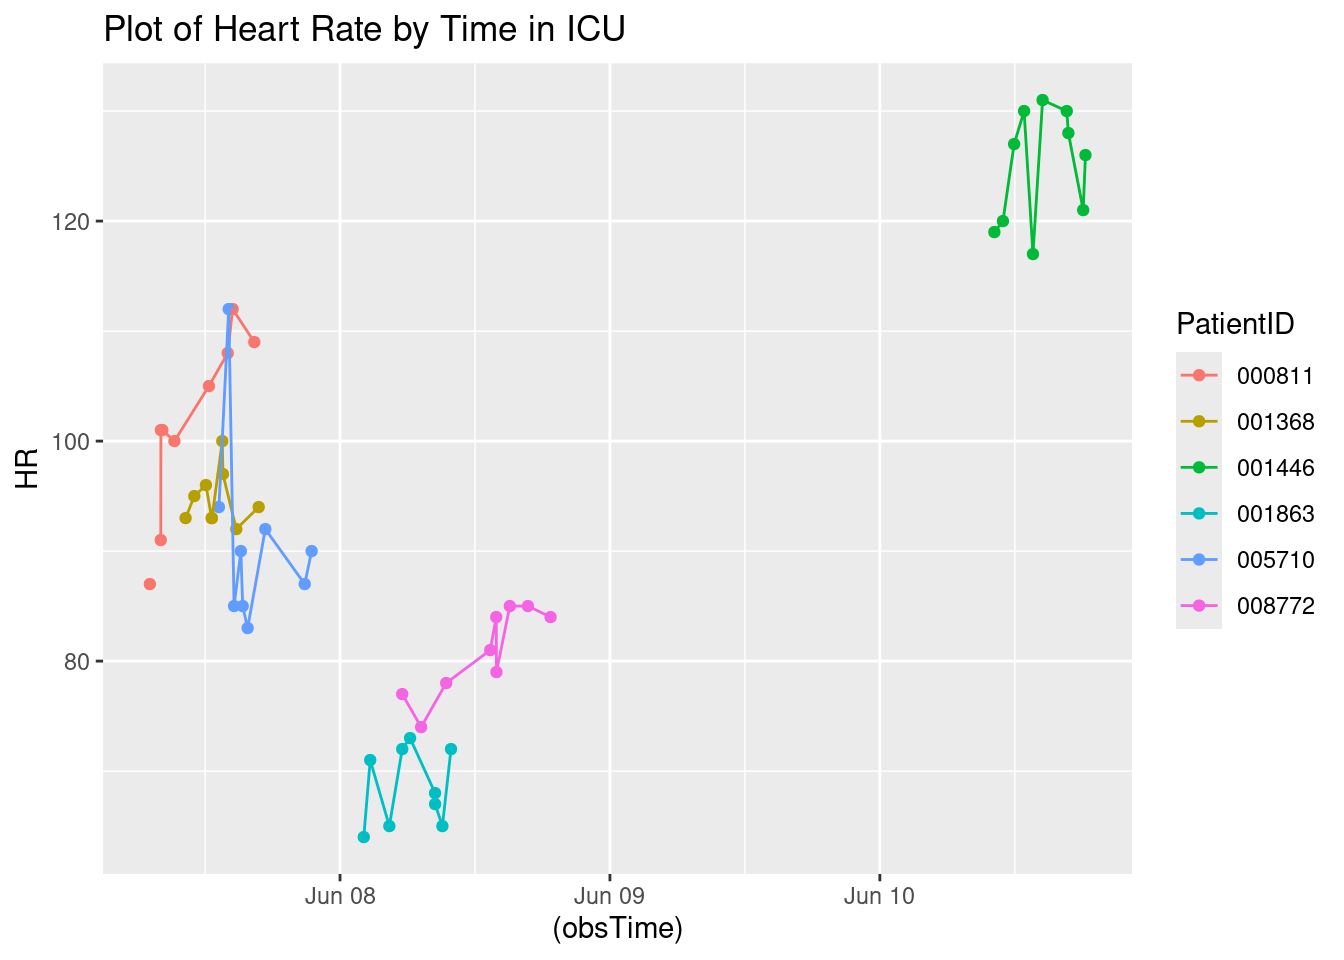 Plot of Heart Rate by Time in ICU
120
100
80
HR
Jun 08
Jun 09
Jun 10
(obsTime)
PatientID
000811
001368
001446
001863
005710
008772